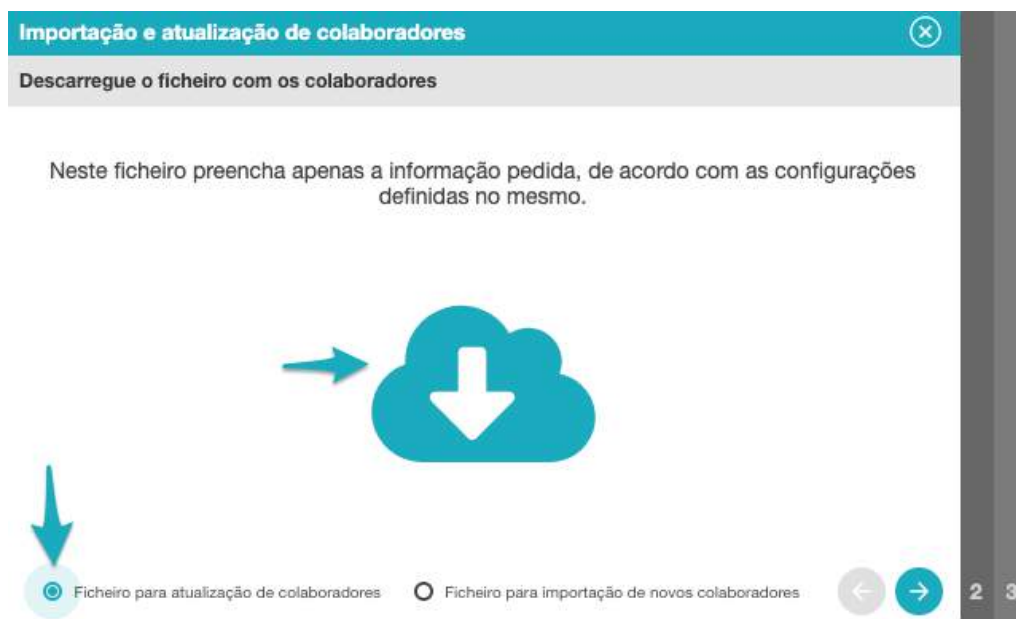 Importação e atualização de colaboradores
Descarregue o ficheiro com os colaboradores
Neste ficheiro preencha apenas a informação pedida, de acordo com as configurações
definidas no mesmo.
Ficheiro para atualização de colaboradores Ficheiro para importação de novos colaboradores 2 3